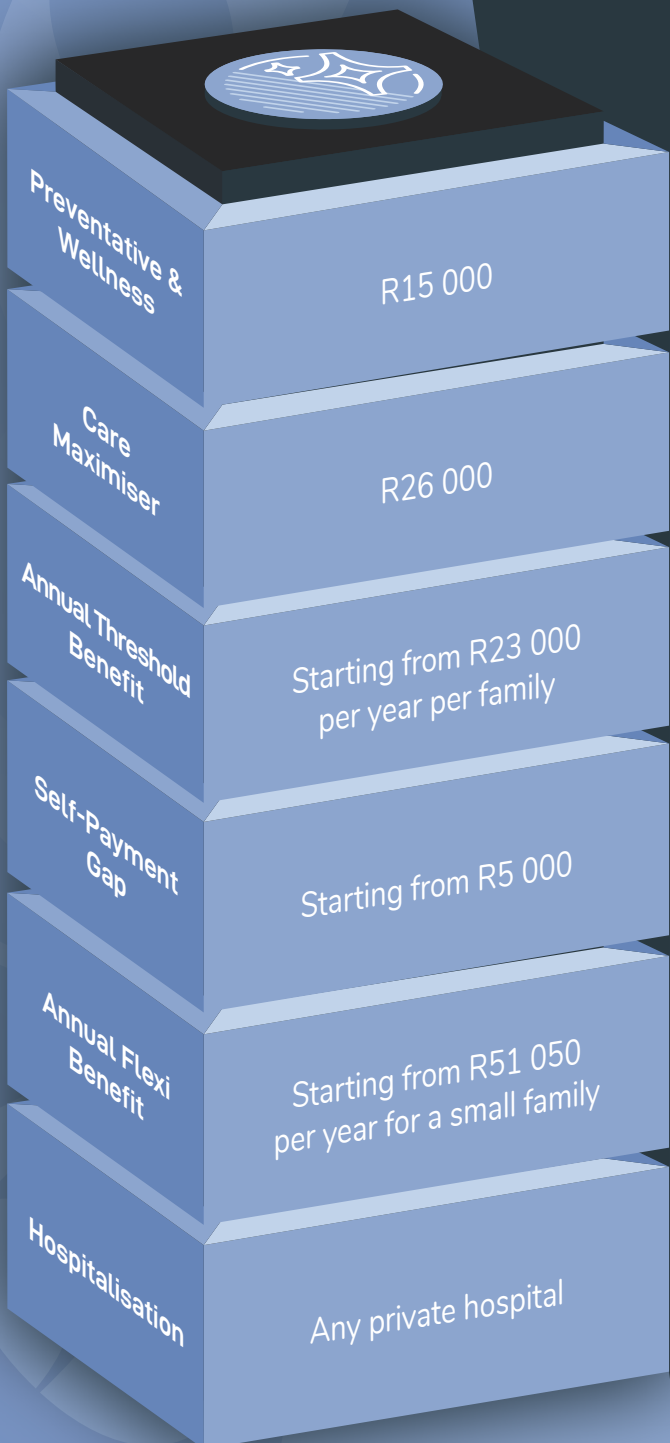 Preventative &
Wellness
R15 000
Care
Maximiser
R26 000
Annual Threshold
Benefit
Starting from R23 000
per year per family
Self-Payment
Gap
Starting from R5 000
Annual Flexi
Benefit
Starting from R51 050
per year for a small family
Hospitalisation
Any private hospital